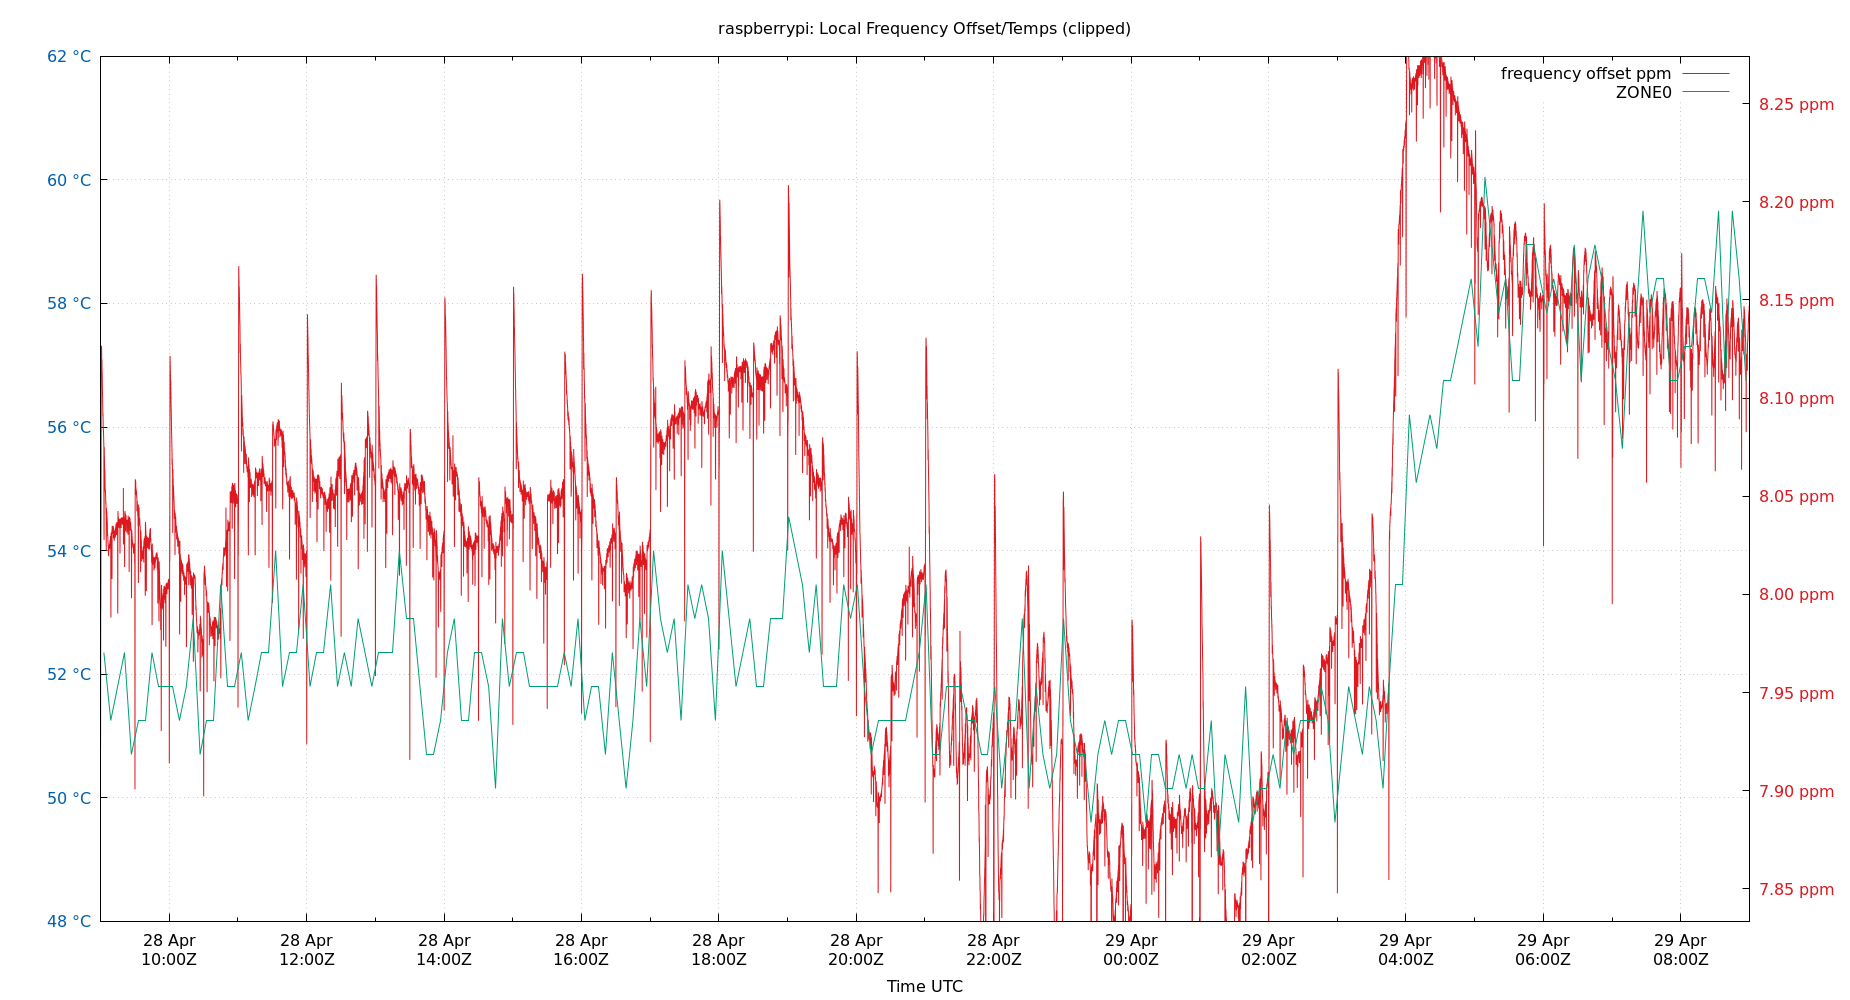 raspberrypi: Local Frequency Offset/Temps (clipped)
frequency offset ppm
ZONE0
62 °C
60 °C
58 °C
56 °C
54 °C
52 °C
50 °C
48 °C
8.25 ppm
8.20 ppm
8.15 ppm
8.10 ppm
8.05 ppm
8.00 ppm
7.95 ppm
7.90 ppm
7.85 ppm
28 Apr
10:00Z
28 Apr
12:00Z
28 Apr
14:00Z
28 Apr
16:00Z
28 Apr
18:00Z
28 Apr
20:00Z
28 Apr
22:00Z
29 Apr
00:00Z
29 Apr
02:00Z
29 Apr
04:00Z
29 Apr
06:00Z
29 Apr
08:00Z
Time UTC